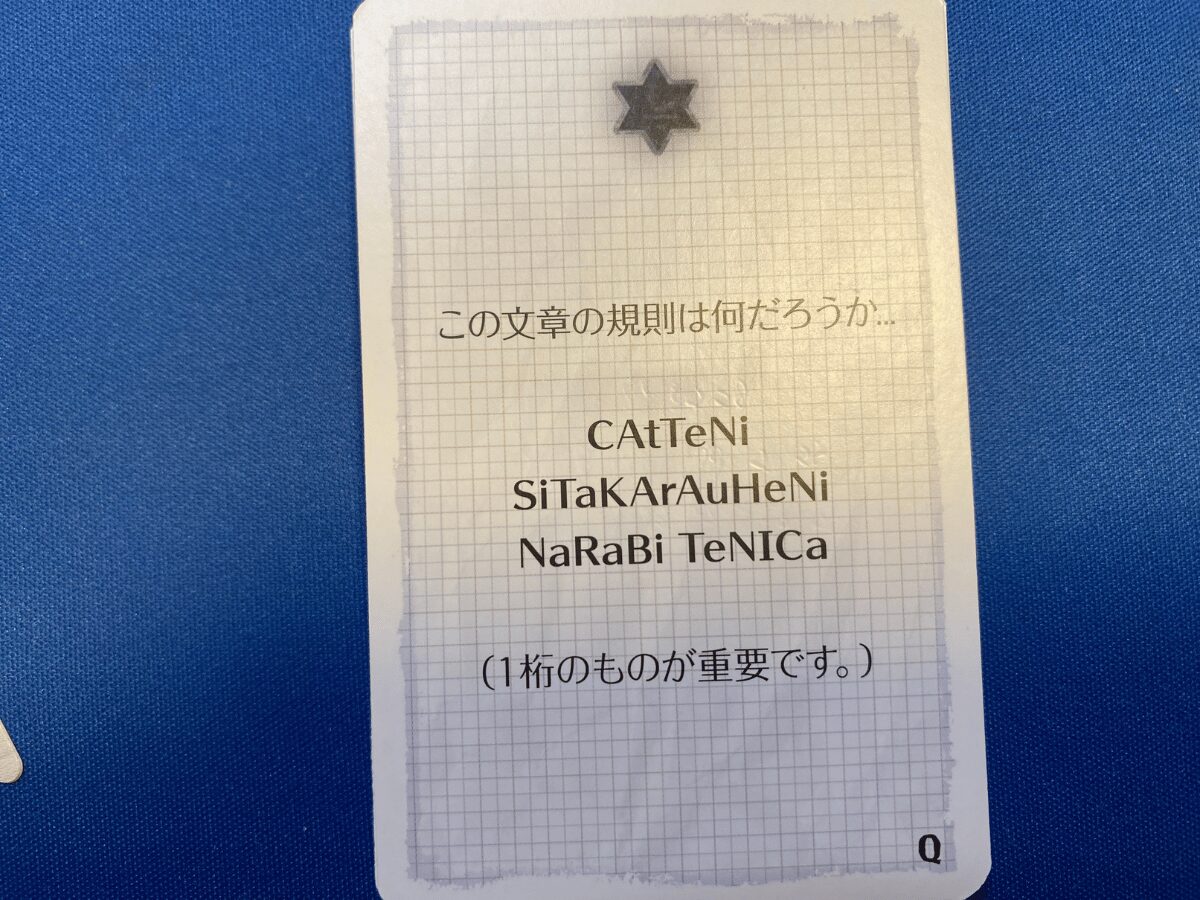 この文章の規則は何だろうか...
CAtTeNi
SiTaKArAuHeNi
NaRaBi TeNICa
(1桁のものが重要です。)
Q